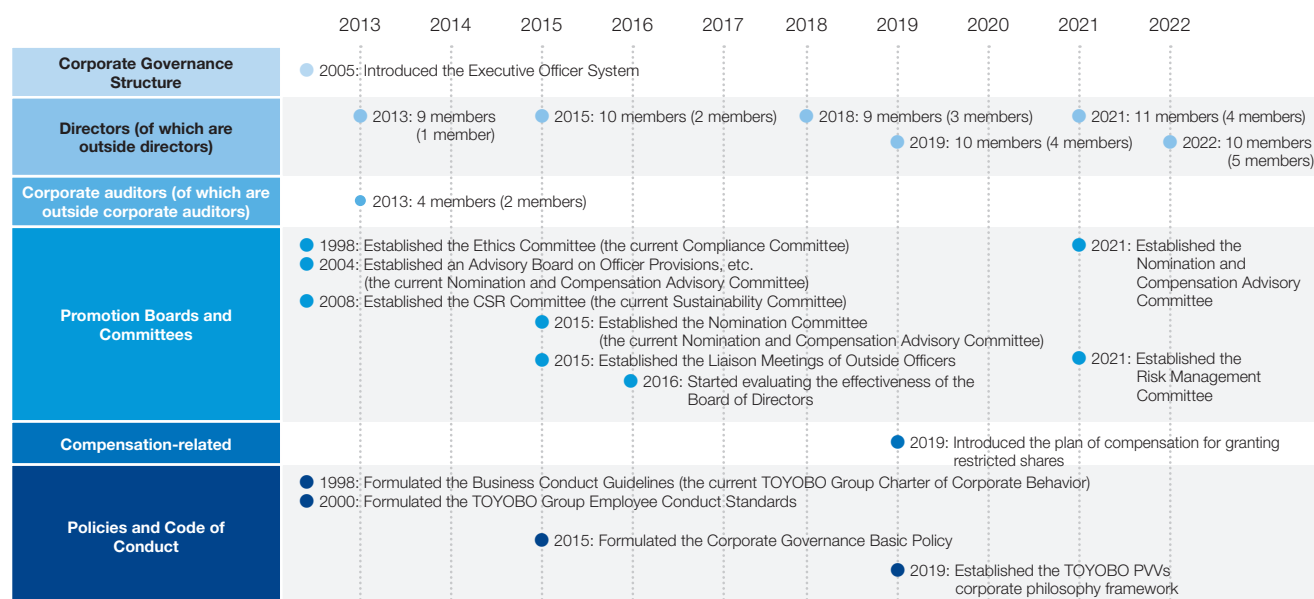 2013 2014 2015 2016 2017 2018 2019 2020 2021 2022
Corporate Governance
Structure
2005: Introduced the Executive Officer System
Directors (of which are
outside directors)
2013: 9 members
(1 member)
2015: 10 members (2 members)
2018: 9 members (3 members)
2019: 10 members (4 members)
2021: 11 members (4 members)
2022: 10 members
(5 members)
Corporate auditors (of which are
outside corporate auditors)
2013: 4 members (2 members)
Promotion Boards and
Committees
1998: Established the Ethics Committee (the current Compliance Committee)
2004: Established an Advisory Board on Officer Provisions, etc.
(the current Nomination and Compensation Advisory Committee)
2008: Established the CSR Committee (the current Sustainability Committee)
2015: Established the Nomination Committee
(the current Nomination and Compensation Advisory Committee)
2015: Established the Liaison Meetings of Outside Officers
2016: Started evaluating the effectiveness of the
Board of Directors
2021: Established the
Nomination and
Compensation Advisory
Committee
2021: Established the
Risk Management
Committee
Compensation-related
2019: Introduced the plan of compensation for granting
restricted shares
Policies and Code of
Conduct
1998: Formulated the Business Conduct Guidelines (the current TOYOBO Group Charter of Corporate Behavior)
2000: Formulated the TOYOBO Group Employee Conduct Standards
2015: Formulated the Corporate Governance Basic Policy
2019: Established the TOYOBO PVVs
corporate philosophy framework